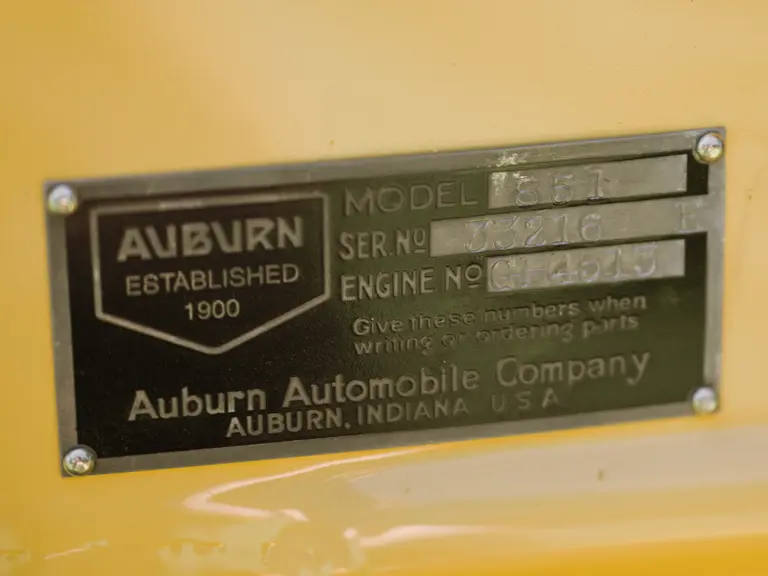 AUBURN
ESTABLISHED
1900
MODEL 851
SER. NO 33216 E
ENGINE NO GH4513
Give these numbers when
writing or ordering parts
Auburn Automobile Company
AUBURN, INDIANA U S A